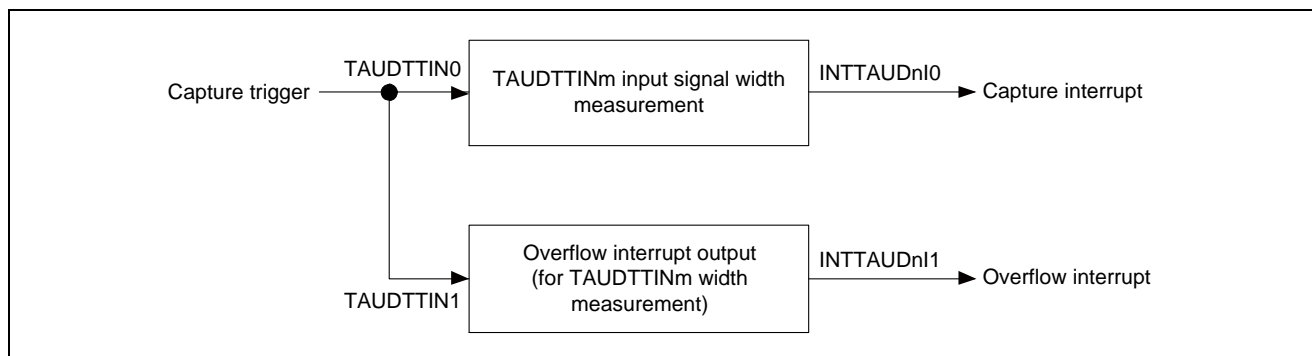 TAUDTTIN0
TAUDTTINm input signal width
measurement
INTTAUDnI0
Capture trigger
Capture interrupt
Overflow interrupt output
(for TAUDTTINm width
measurement)
INTTAUDnI1
Overflow interrupt
TAUDTTIN1